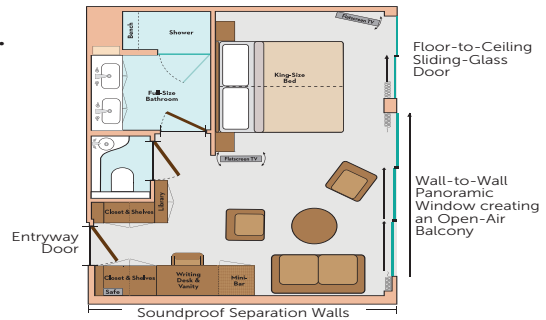 Bench
Shower
Flatscreen TV
Floor-to-Ceiling
Sliding-Glass
Door
King-Size
Bed
Full-Size
Bathroom
Flatscreen TV
Wall-to-Wall
Panoramic
Window creating
an Open-Air
Balcony
Library
Closet & Shelves
Entryway
Door
Closet & Shelves
Safe
Writing
Desk &
Vanity
Mini-
Bar
Soundproof Separation Walls